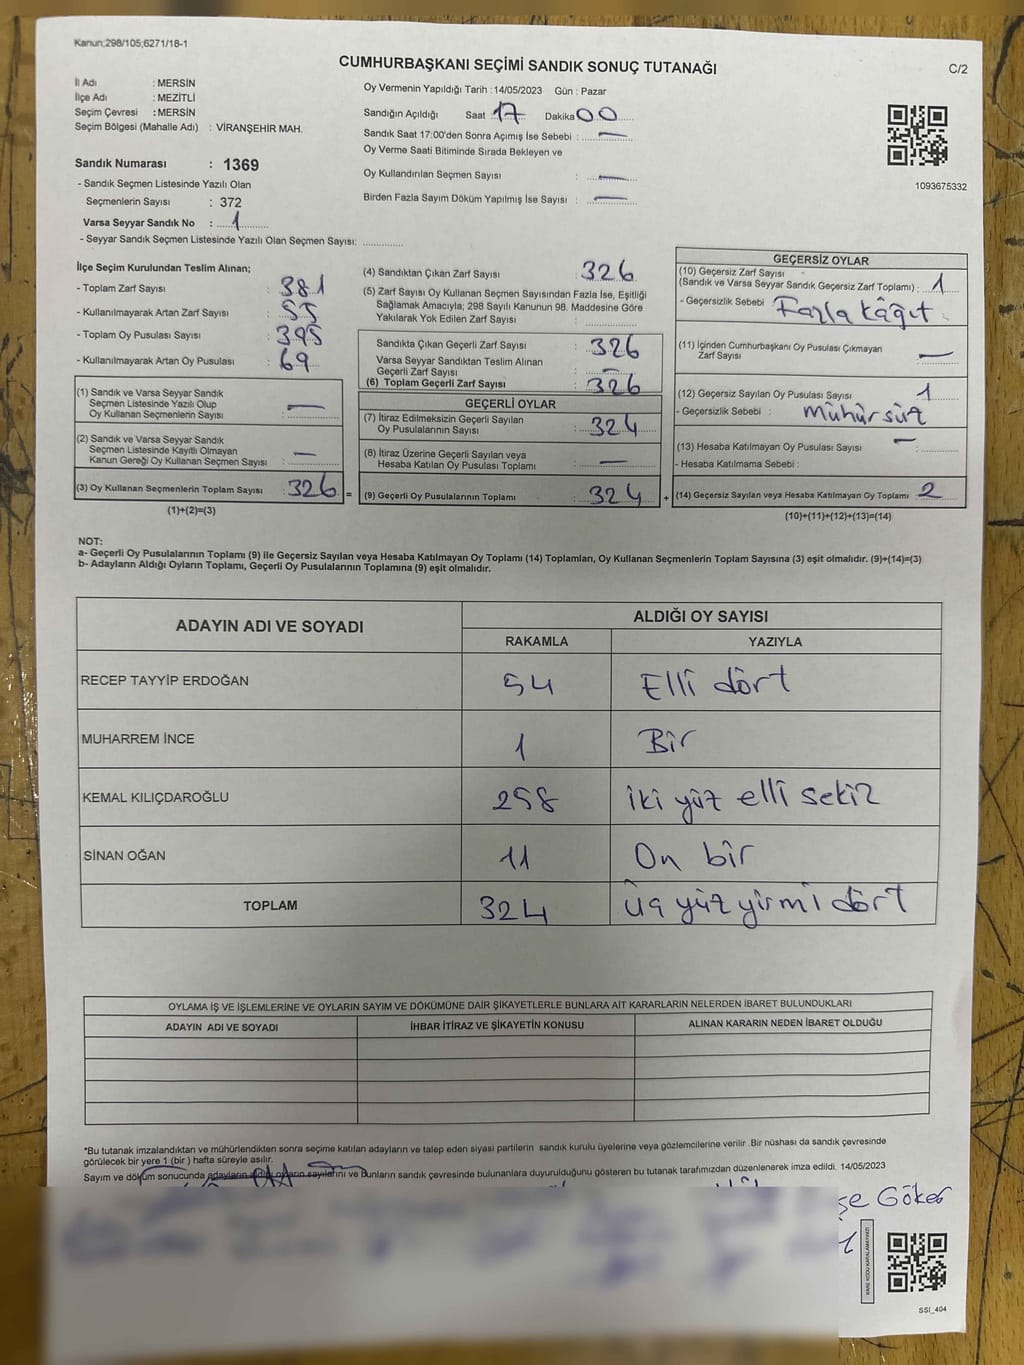 Kanun;298/105;6271/18-1
CUMHURBAŞKANI SEÇİMİ SANDIK SONUÇ TUTANAĞI
C/2
İl Adı : MERSİN
İlçe Adı : MEZİTLİ
Seçim Çevresi : MERSİN
Seçim Bölgesi (Mahalle Adı) : VİRANŞEHİR MAH.
Sandık Numarası : 1369
- Sandık Seçmen Listesinde Yazılı Olan
Seçmenlerin Sayısı : 372
Varsa Seyyar Sandık No : 1
- Seyyar Sandık Seçmen Listesinde Yazılı Olan Seçmen Sayısı:
Oy Vermenin Yapıldığı Tarih : 14/05/2023 Gün : Pazar
Sandığın Açıldığı Saat 17 Dakika 00
Sandık Saat 17:00'den Sonra Açımış İse Sebebi : —
Oy Verme Saati Bitiminde Sırada Bekleyen ve
Oy Kullandırılan Seçmen Sayısı : —
Birden Fazla Sayım Döküm Yapılmış İse Sayısı : —
1093675332
İlçe Seçim Kurulundan Teslim Alınan;
- Toplam Zarf Sayısı : 381
- Kullanılmayarak Artan Zarf Sayısı : 55
- Toplam Oy Pusulası Sayısı : 395
- Kullanılmayarak Artan Oy Pusulası : 69
(1) Sandık ve Varsa Seyyar Sandık
Seçmen Listesinde Yazılı Olup
Oy Kullanan Seçmenlerin Sayısı : —
(2) Sandık ve Varsa Seyyar Sandık
Seçmen Listesinde Kayıtlı Olmayan
Kanun Gereği Oy Kullanan Seçmen Sayısı : —
(3) Oy Kullanan Seçmenlerin Toplam Sayısı : 326 =
(1)+(2)=(3)
(4) Sandıktan Çıkan Zarf Sayısı : 326
(5) Zarf Sayısı Oy Kullanan Seçmen Sayısından Fazla İse, Eşitliği
Sağlamak Amacıyla; 298 Sayılı Kanunun 98. Maddesine Göre
Yakılarak Yok Edilen Zarf Sayısı :
Sandıkta Çıkan Geçerli Zarf Sayısı : 326
Varsa Seyyar Sandıktan Teslim Alınan
Geçerli Zarf Sayısı : —
(6) Toplam Geçerli Zarf Sayısı : 326
GEÇERLİ OYLAR
(7) İtiraz Edilmeksizin Geçerli Sayılan
Oy Pusulalarının Sayısı : 324
(8) İtiraz Üzerine Geçerli Sayılan veya
Hesaba Katılan Oy Pusulası Toplamı : —
(9) Geçerli Oy Pusulalarının Toplamı : 324 +
GEÇERSİZ OYLAR
(10) Geçersiz Zarf Sayısı
(Sandık ve Varsa Seyyar Sandık Geçersiz Zarf Toplamı) : 1
- Geçersizlik Sebebi : Fazla kâğıt
(11) İçinden Cumhurbaşkanı Oy Pusulası Çıkmayan
Zarf Sayısı : —
(12) Geçersiz Sayılan Oy Pusulası Sayısı : 1
- Geçersizlik Sebebi : Mühürsüz
(13) Hesaba Katılmayan Oy Pusulası Sayısı : —
- Hesaba Katılmama Sebebi :
(14) Geçersiz Sayılan veya Hesaba Katılmayan Oy Toplamı : 2
(10)+(11)+(12)+(13)=(14)
NOT:
a- Geçerli Oy Pusulalarının Toplamı (9) ile Geçersiz Sayılan veya Hesaba Katılmayan Oy Toplamı (14) Toplamları, Oy Kullanan Seçmenlerin Toplam Sayısına (3) eşit olmalıdır. (9)+(14)=(3)
b- Adayların Aldığı Oyların Toplamı, Geçerli Oy Pusulalarının Toplamına (9) eşit olmalıdır.
ADAYIN ADI VE SOYADI
ALDIĞI OY SAYISI
RAKAMLA YAZIYLA
RECEP TAYYİP ERDOĞAN 54 Elli dört
MUHARREM İNCE 1 Bir
KEMAL KILIÇDAROĞLU 258 iki yüz elli sekiz
SİNAN OĞAN 11 On bir
TOPLAM 324 Üç yüz yirmi dört
OYLAMA İŞ VE İŞLEMLERİNE VE OYLARIN SAYIM VE DÖKÜMÜNE DAİR ŞİKAYETLERLE BUNLARA AİT KARARLARIN NELERDEN İBARET BULUNDUKLARI
ADAYIN ADI VE SOYADI İHBAR İTİRAZ VE ŞİKAYETİN KONUSU ALINAN KARARIN NEDEN İBARET OLDUĞU
*Bu tutanak imzalandıktan ve mühürlendikten sonra seçime katılan adayların ve talep eden siyasi partilerin sandık kurulu üyelerine veya gözlemcilerine verilir .Bir nüshası da sandık çevresinde
görülecek bir yere 1 (bir ) hafta süreyle asılır.
Sayım ve döküm sonucunda adayların aldığı oyların sayılarını ve Bunların sandık çevresinde bulunanlara duyurulduğunu gösteren bu tutanak tarafımızdan düzenlenerek imza edildi. 14/05/2023
şe Göker
KARE KODU KARALAMAYINIZ!
SSI_404